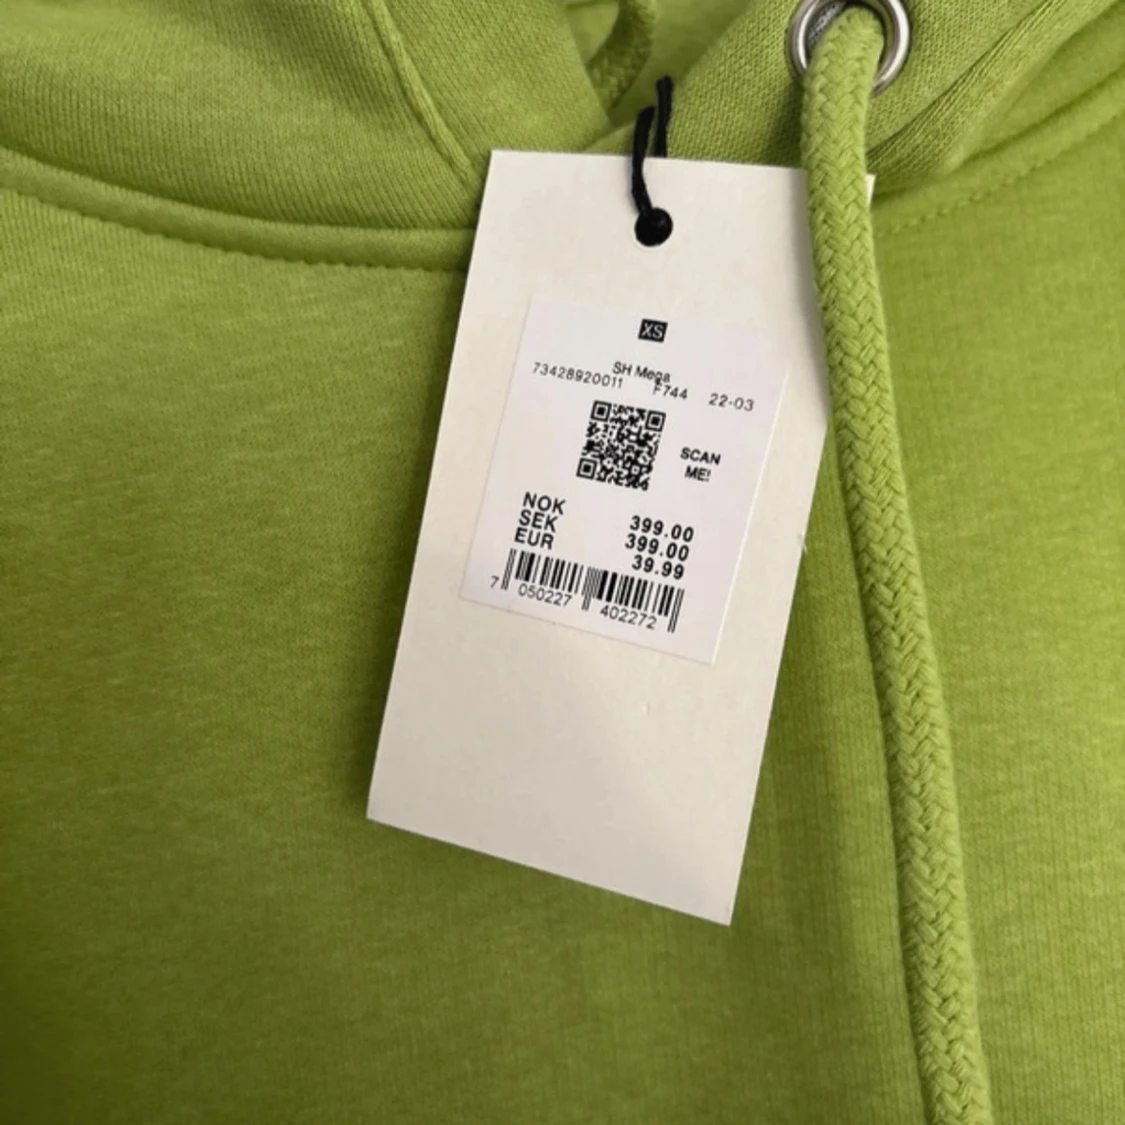 XS
SH Mega
73428920011 F744 22-03
SCAN
ME!
NOK 399.00
SEK 399.00
EUR 39.99
7 050227 402272